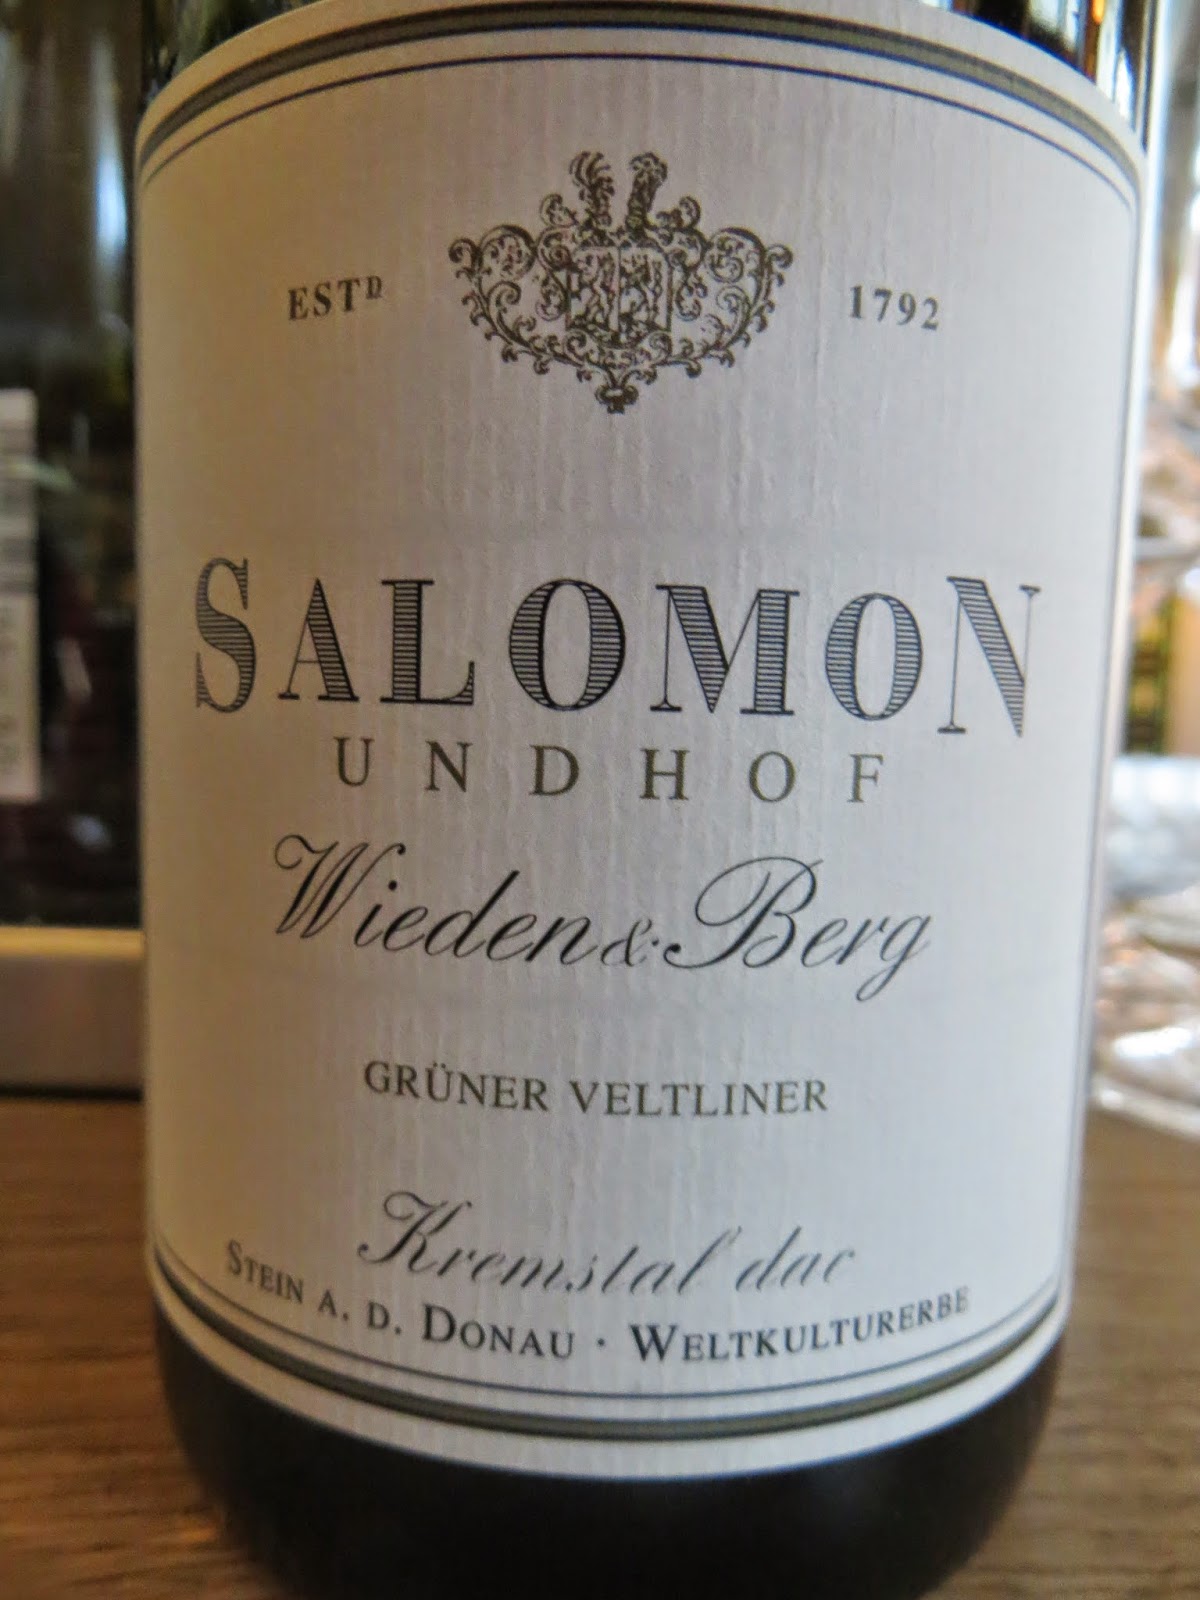 ESTD 1792
SALOMON
UNDHOF
Wieden & Berg
GRÜNER VELTLINER
Kremstal dac
STEIN A. D. DONAU · WELTKULTURERBE